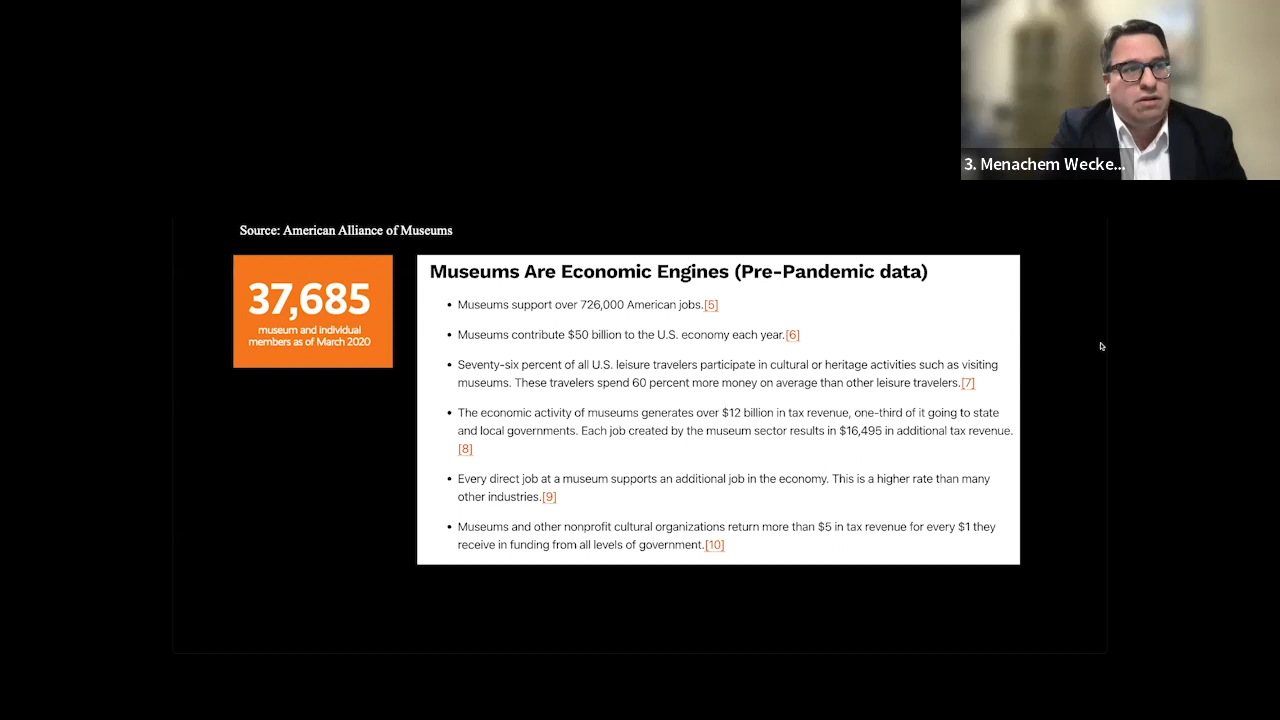 3. Menachem Wecke...
Source: American Alliance of Museums
37,685
museum and individual
members as of March 2020
Museums Are Economic Engines (Pre-Pandemic data)
• Museums support over 726,000 American jobs.[5]
• Museums contribute $50 billion to the U.S. economy each year.[6]
• Seventy-six percent of all U.S. leisure travelers participate in cultural or heritage activities such as visiting
museums. These travelers spend 60 percent more money on average than other leisure travelers.[7]
• The economic activity of museums generates over $12 billion in tax revenue, one-third of it going to state
and local governments. Each job created by the museum sector results in $16,495 in additional tax revenue.
[8]
• Every direct job at a museum supports an additional job in the economy. This is a higher rate than many
other industries.[9]
• Museums and other nonprofit cultural organizations return more than $5 in tax revenue for every $1 they
receive in funding from all levels of government.[10]